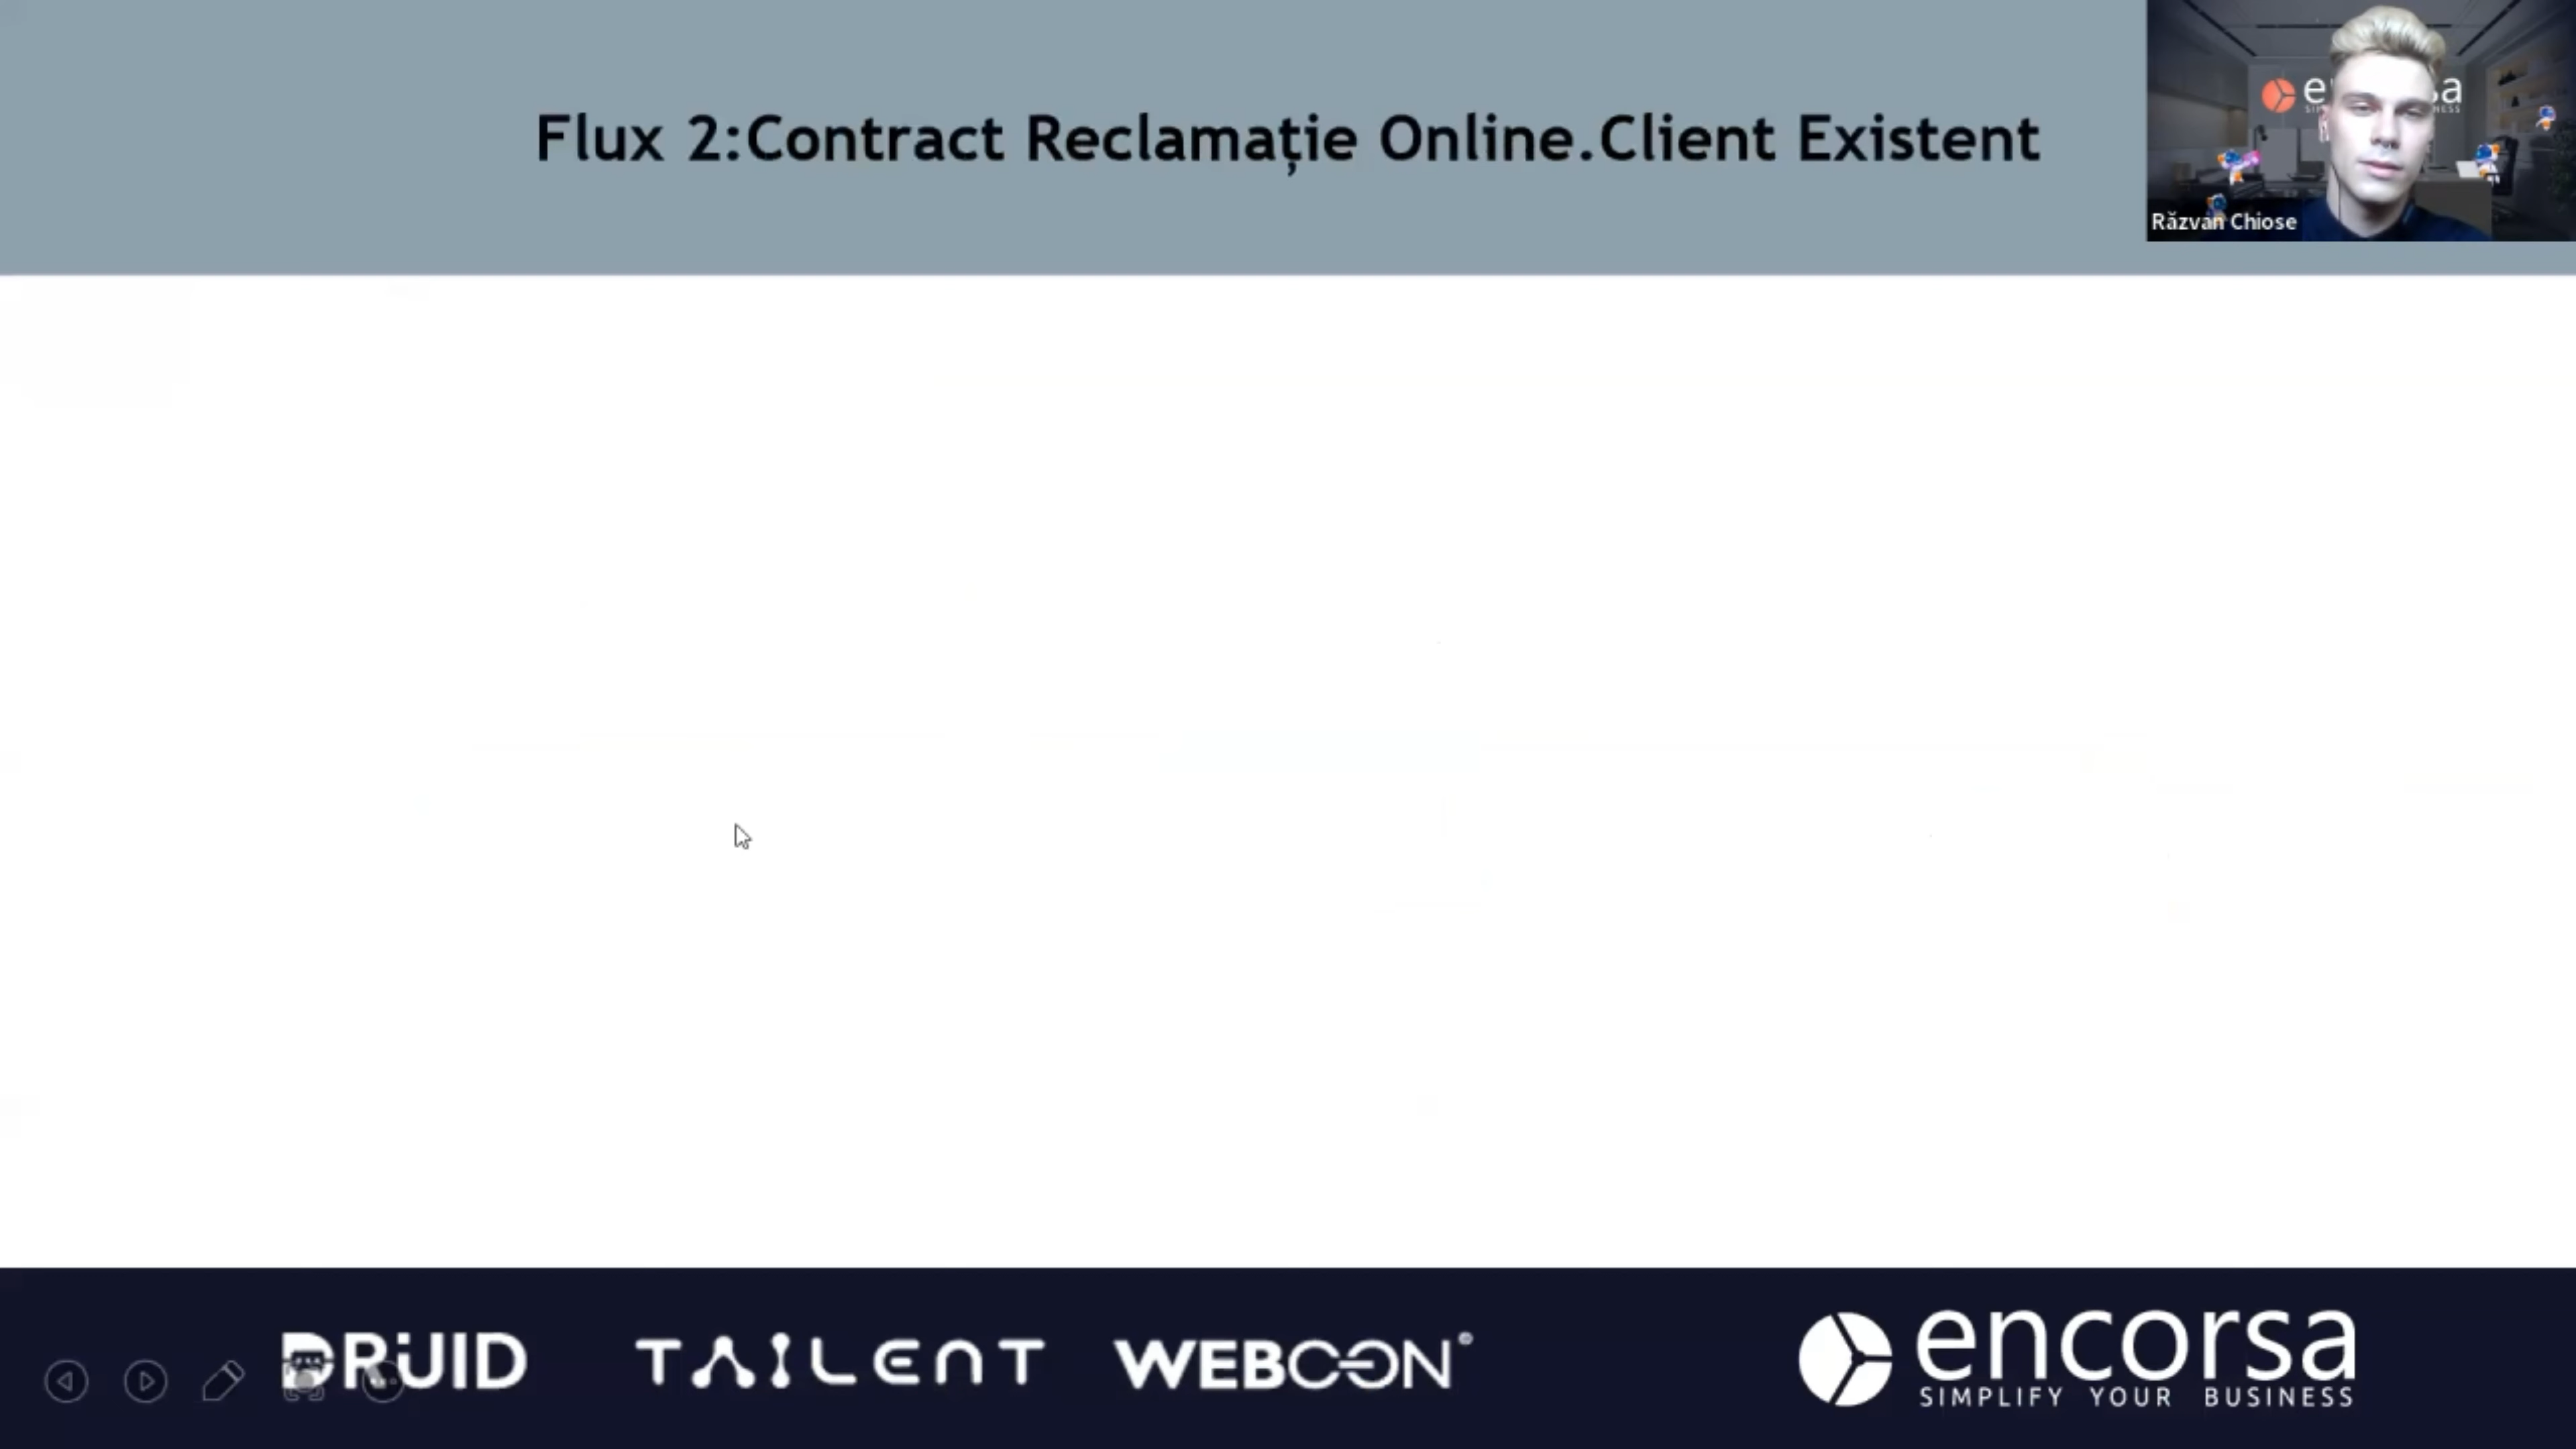 Flux 2:Contract Reclamație Online.Client Existent
Răzvan Chiose
DRUID
TAILENT
WEBCON®
encorsa
SIMPLIFY YOUR BUSINESS